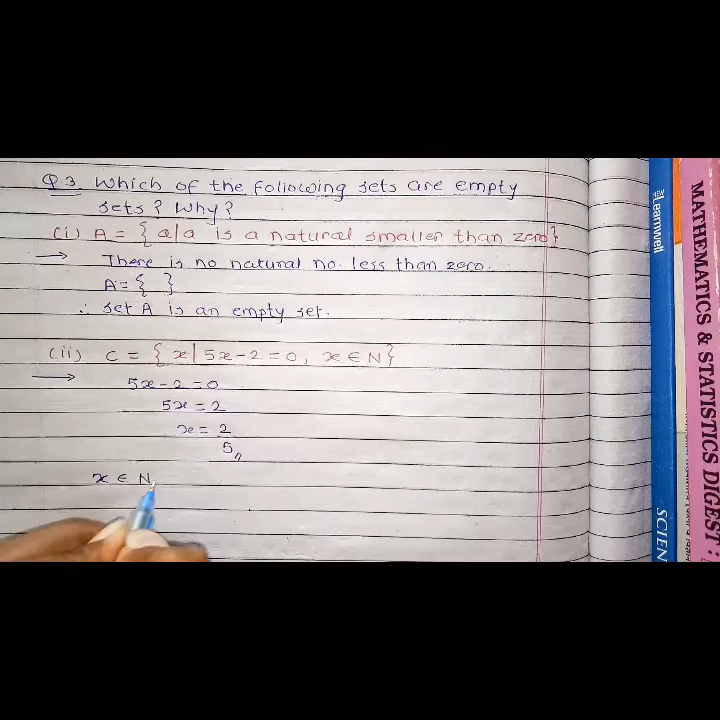 Q.3 Which of the following sets are empty
sets? Why?
(i) A = { a|a is a natural smaller than zero}
→ There is no natural no. less than zero.
A = { }
∴ set A is an empty set.
(ii) C = { x | 5x - 2 = 0, x ∈ N}
→ 5x - 2 = 0
5x = 2
x = 2/5 〃
x ∈ N
Learnwell
SCIEN
MATHEMATICS & STATISTICS DIGEST